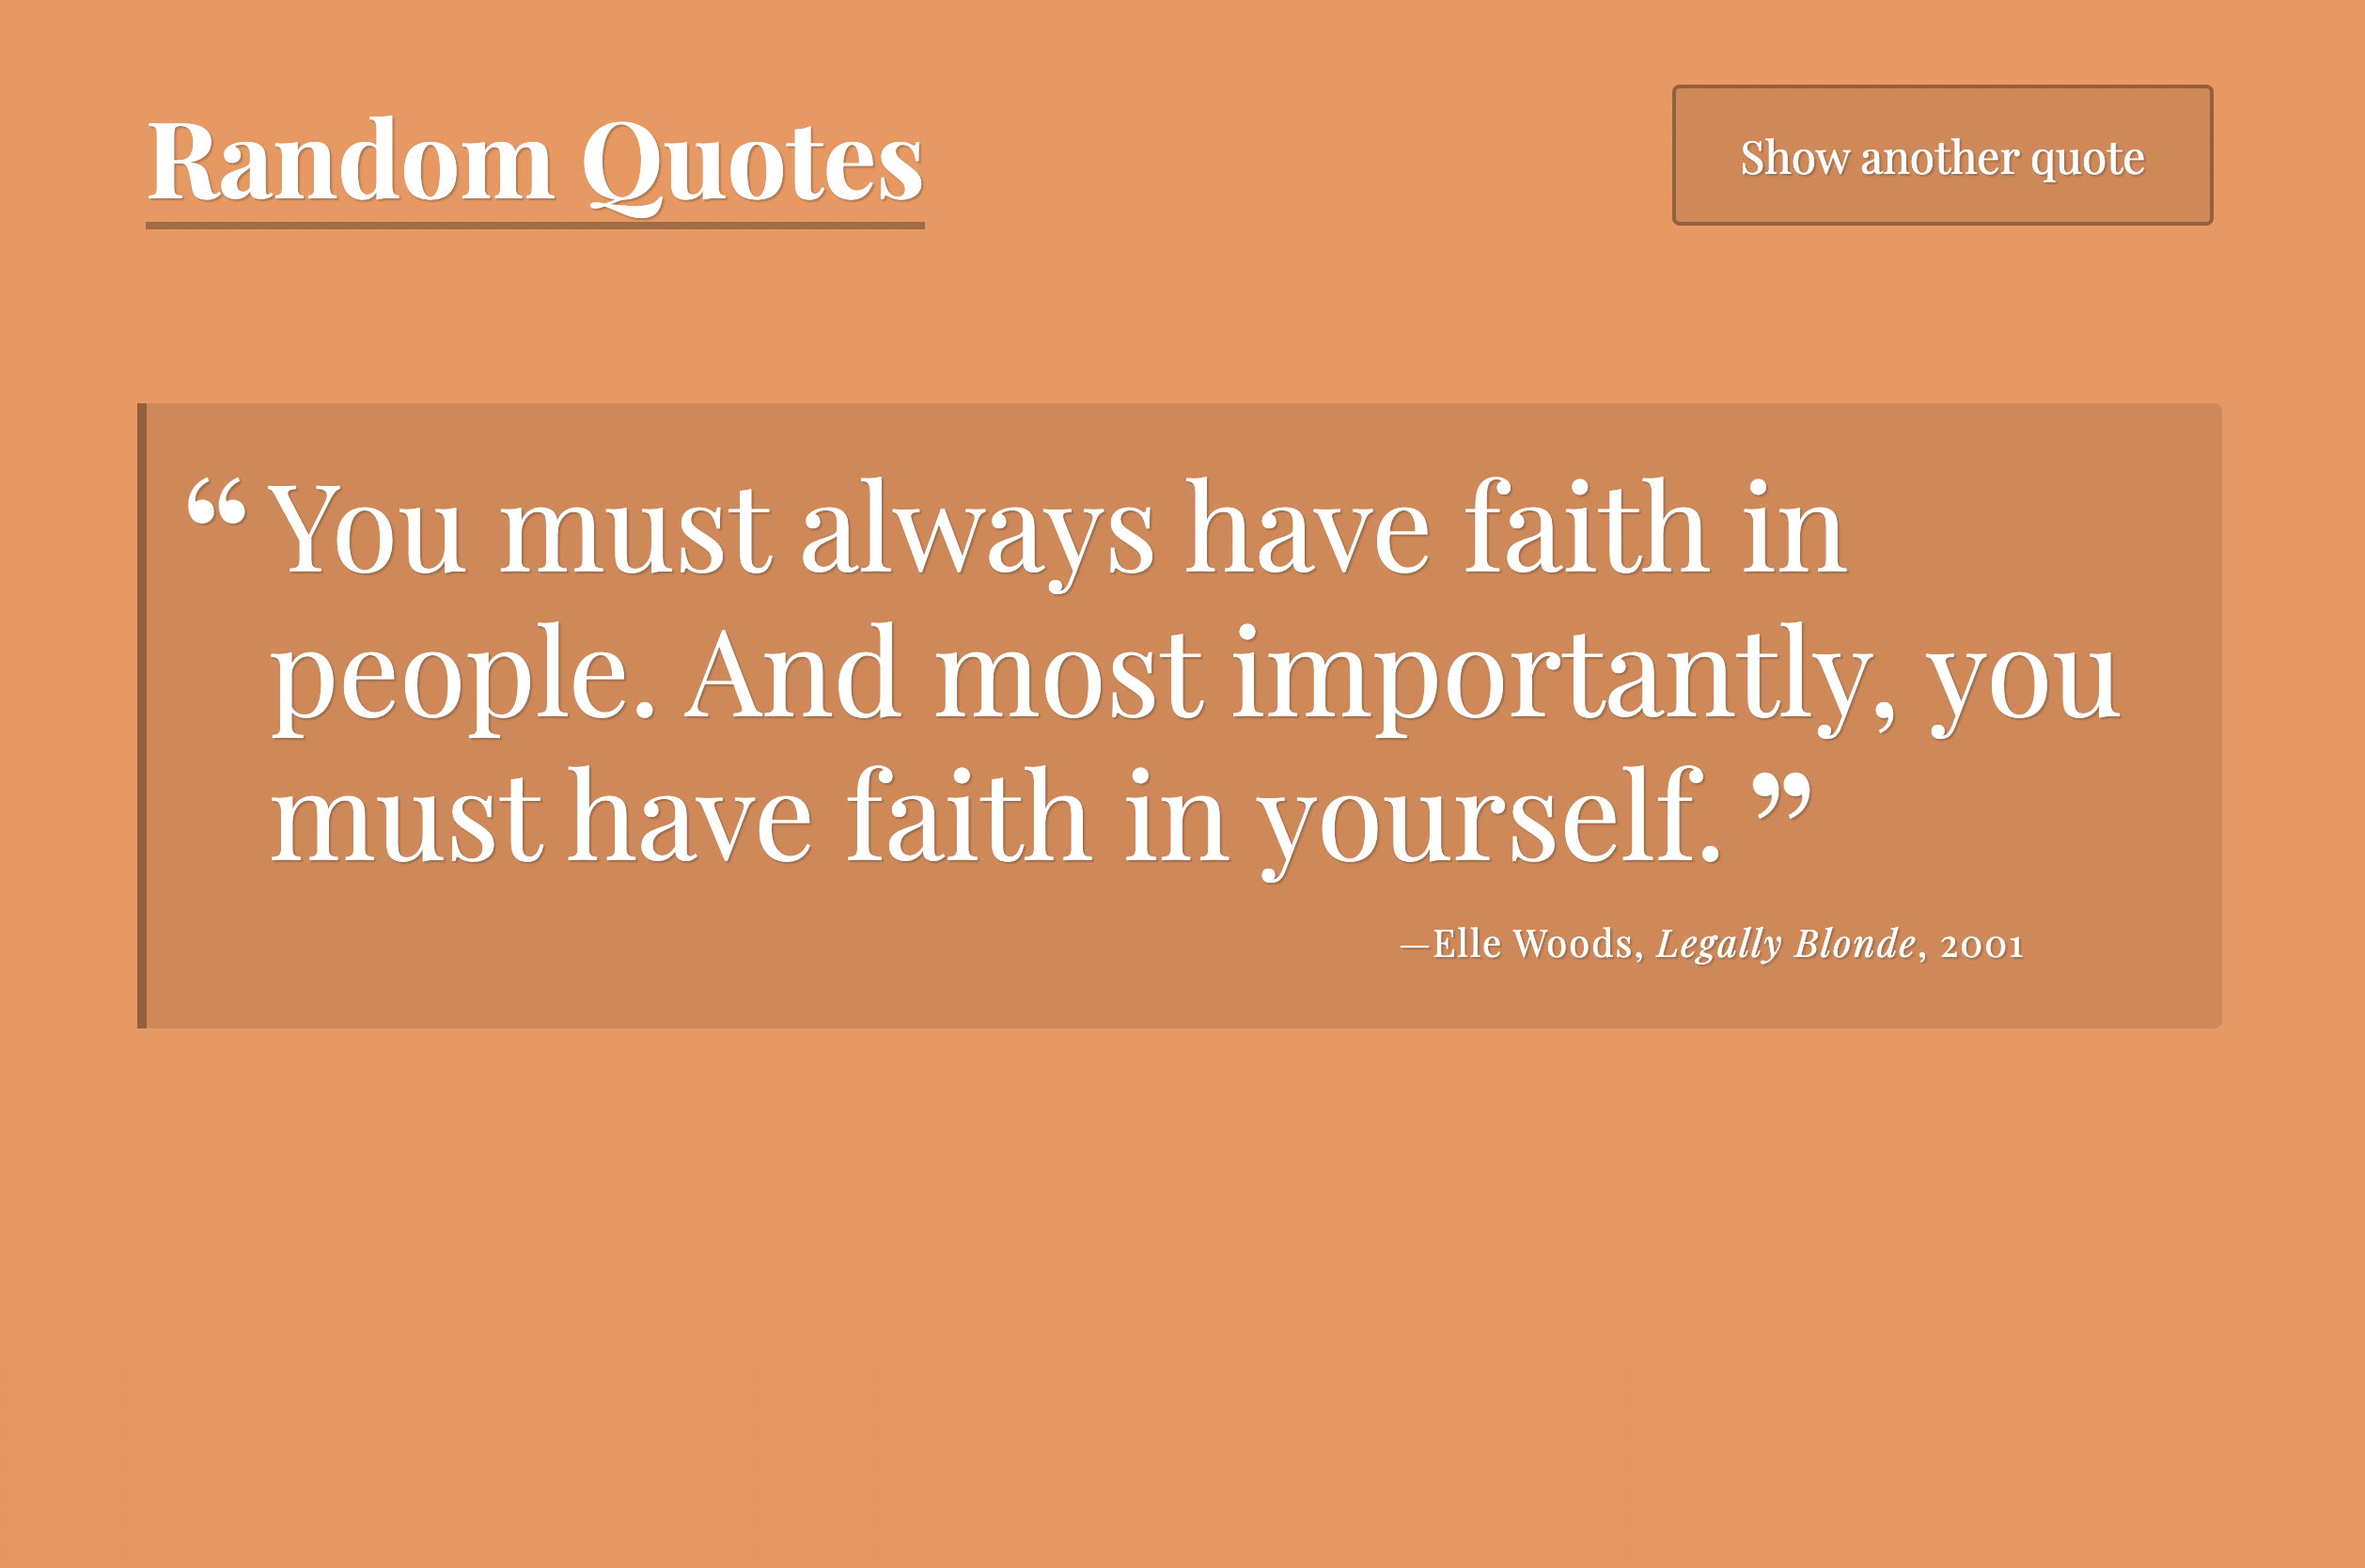 Random Quotes
Show another quote
“You must always have faith in
people. And most importantly, you
must have faith in yourself.”
—Elle Woods, Legally Blonde, 2001